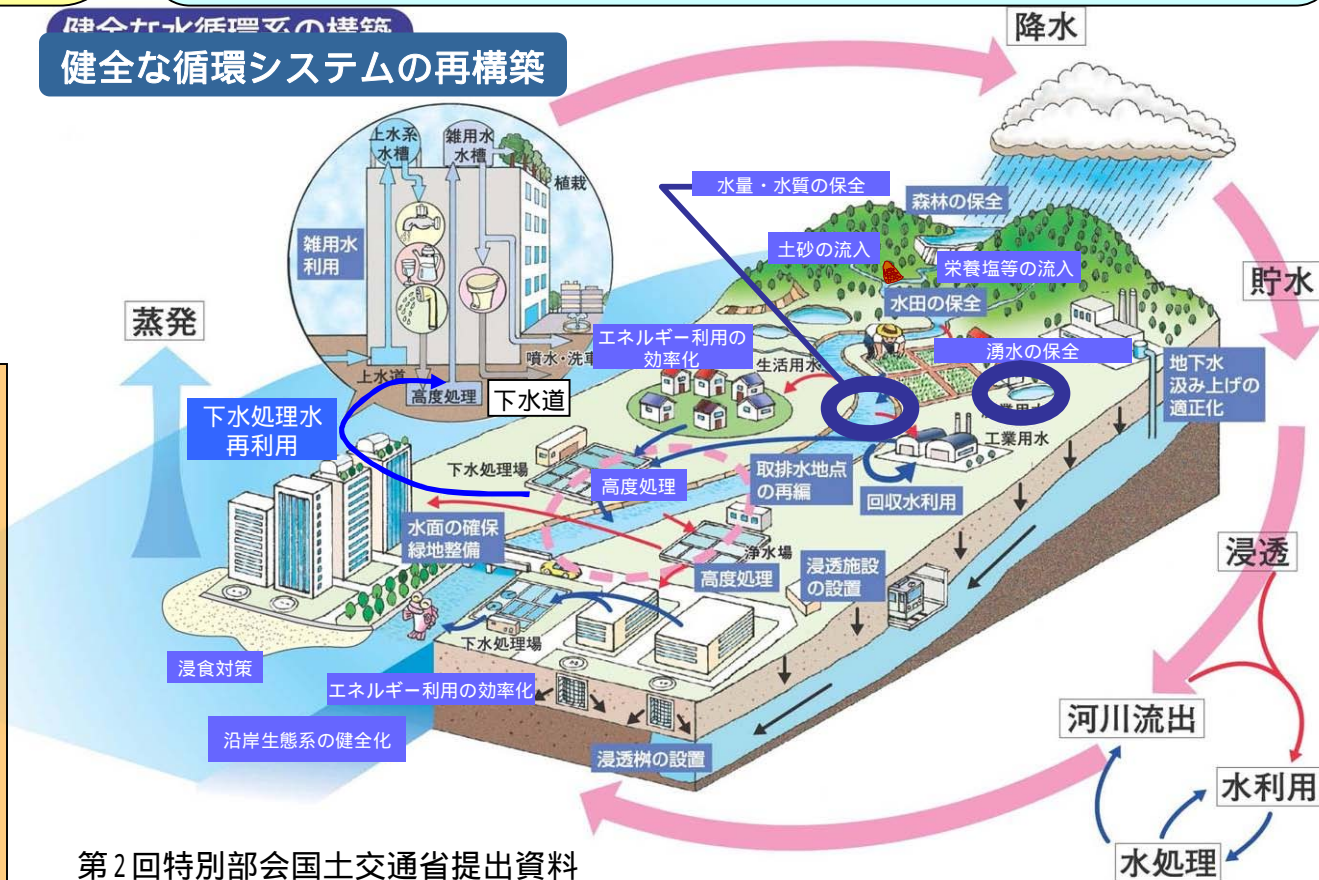 健全な水循環系の構築
健全な循環システムの再構築
降水
上水系
水槽
雑用水
水槽
植栽
雑用水
利用
水量・水質の保全
森林の保全
土砂の流入
栄養塩等の流入
貯水
水田の保全
蒸発
エネルギー利用の
効率化
湧水の保全
噴水・洗車
生活用水
地下水
汲み上げの
適正化
上水道
高度処理
下水道
下水処理水
再利用
工業用水
下水処理場
高度処理
取排水地点
の再編
回収水利用
水面の確保
緑地整備
浄水場
浸透
高度処理
浸透施設
の設置
下水処理場
浸食対策
エネルギー利用の効率化
河川流出
沿岸生態系の健全化
浸透桝の設置
水利用
水処理
第2回特別部会国土交通省提出資料